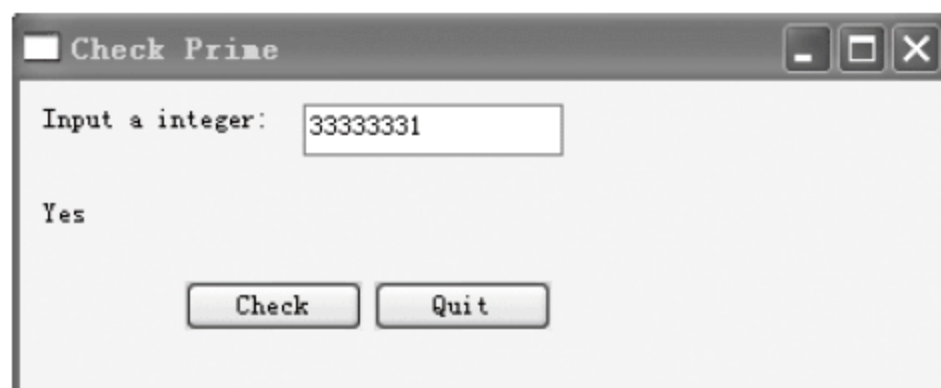 Check Prime
Input a integer:
33333331
Yes
Check
Quit